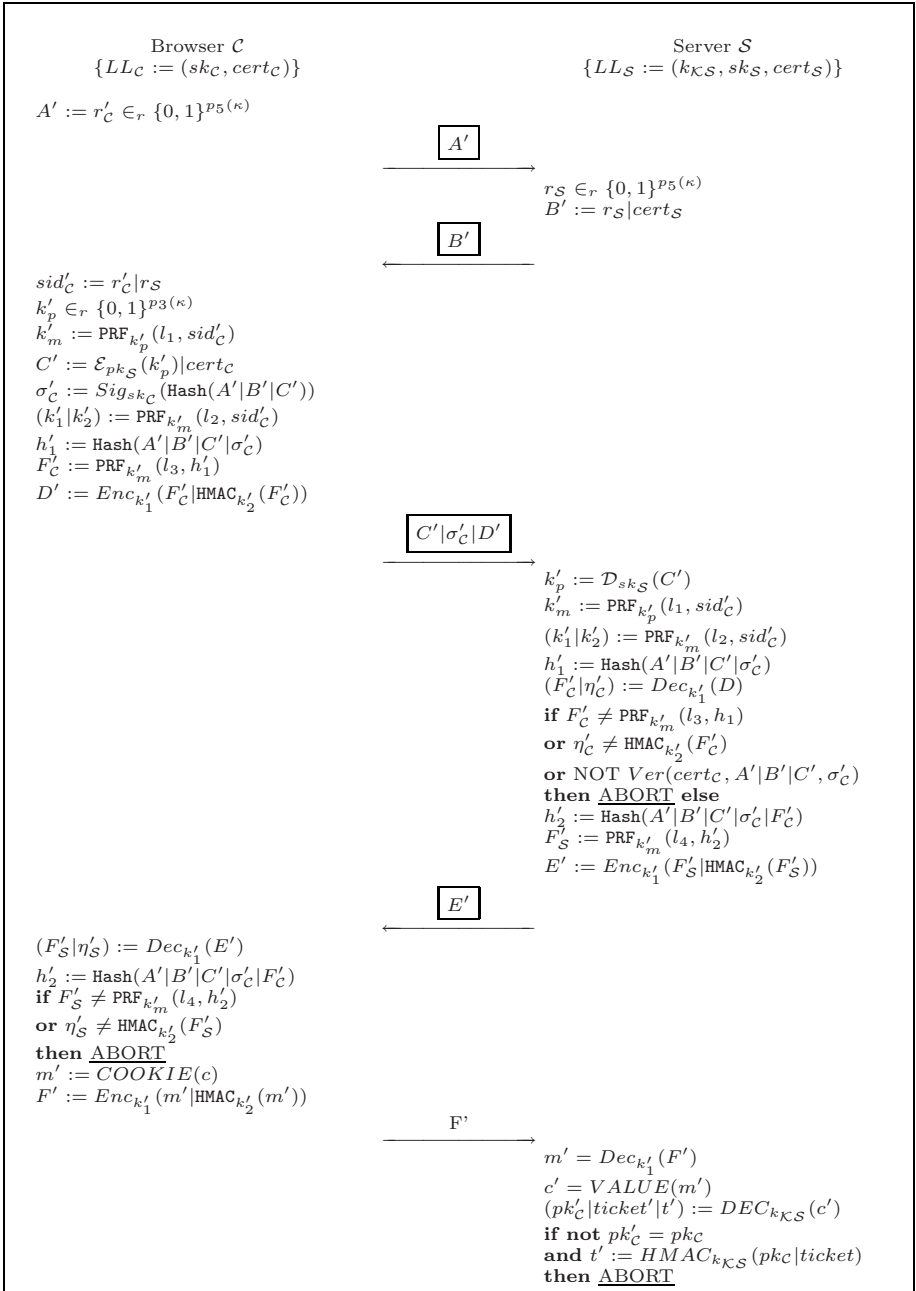 Browser 𝒞
{LL_𝒞 := (sk_𝒞, cert_𝒞)}
Server 𝒮
{LL_𝒮 := (k_𝒦𝒮, sk_𝒮, cert_𝒮)}
A′ := r′_𝒞 ∈_r {0, 1}^{p_5(κ)}
A′
r_𝒮 ∈_r {0, 1}^{p_5(κ)}
B′ := r_𝒮|cert_𝒮
B′
sid′_𝒞 := r′_𝒞|r_𝒮
k′_p ∈_r {0, 1}^{p_3(κ)}
k′_m := PRF_{k′_p}(l_1, sid′_𝒞)
C′ := ℰ_{pk_𝒮}(k′_p)|cert_𝒞
σ′_𝒞 := Sig_{sk_𝒞}(Hash(A′|B′|C′))
(k′_1|k′_2) := PRF_{k′_m}(l_2, sid′_𝒞)
h′_1 := Hash(A′|B′|C′|σ′_𝒞)
F′_𝒞 := PRF_{k′_m}(l_3, h′_1)
D′ := Enc_{k′_1}(F′_𝒞|HMAC_{k′_2}(F′_𝒞))
C′|σ′_𝒞|D′
k′_p := 𝒟_{sk_𝒮}(C′)
k′_m := PRF_{k′_p}(l_1, sid′_𝒞)
(k′_1|k′_2) := PRF_{k′_m}(l_2, sid′_𝒞)
h′_1 := Hash(A′|B′|C′|σ′_𝒞)
(F′_𝒞|η′_𝒞) := Dec_{k′_1}(D)
if F′_𝒞 ≠ PRF_{k′_m}(l_3, h_1)
or η′_𝒞 ≠ HMAC_{k′_2}(F′_𝒞)
or NOT Ver(cert_𝒞, A′|B′|C′, σ′_𝒞)
then ABORT else
h′_2 := Hash(A′|B′|C′|σ′_𝒞|F′_𝒞)
F′_𝒮 := PRF_{k′_m}(l_4, h′_2)
E′ := Enc_{k′_1}(F′_𝒮|HMAC_{k′_2}(F′_𝒮))
E′
(F′_𝒮|η′_𝒮) := Dec_{k′_1}(E′)
h′_2 := Hash(A′|B′|C′|σ′_𝒞|F′_𝒞)
if F′_𝒮 ≠ PRF_{k′_m}(l_4, h′_2)
or η′_𝒮 ≠ HMAC_{k′_2}(F′_𝒮)
then ABORT
m′ := COOKIE(c)
F′ := Enc_{k′_1}(m′|HMAC_{k′_2}(m′))
F'
m′ = Dec_{k′_1}(F′)
c′ = VALUE(m′)
(pk′_𝒞|ticket′|t′) := DEC_{k_𝒦𝒮}(c′)
if not pk′_𝒞 = pk_𝒞
and t′ := HMAC_{k_𝒦𝒮}(pk_𝒞|ticket)
then ABORT